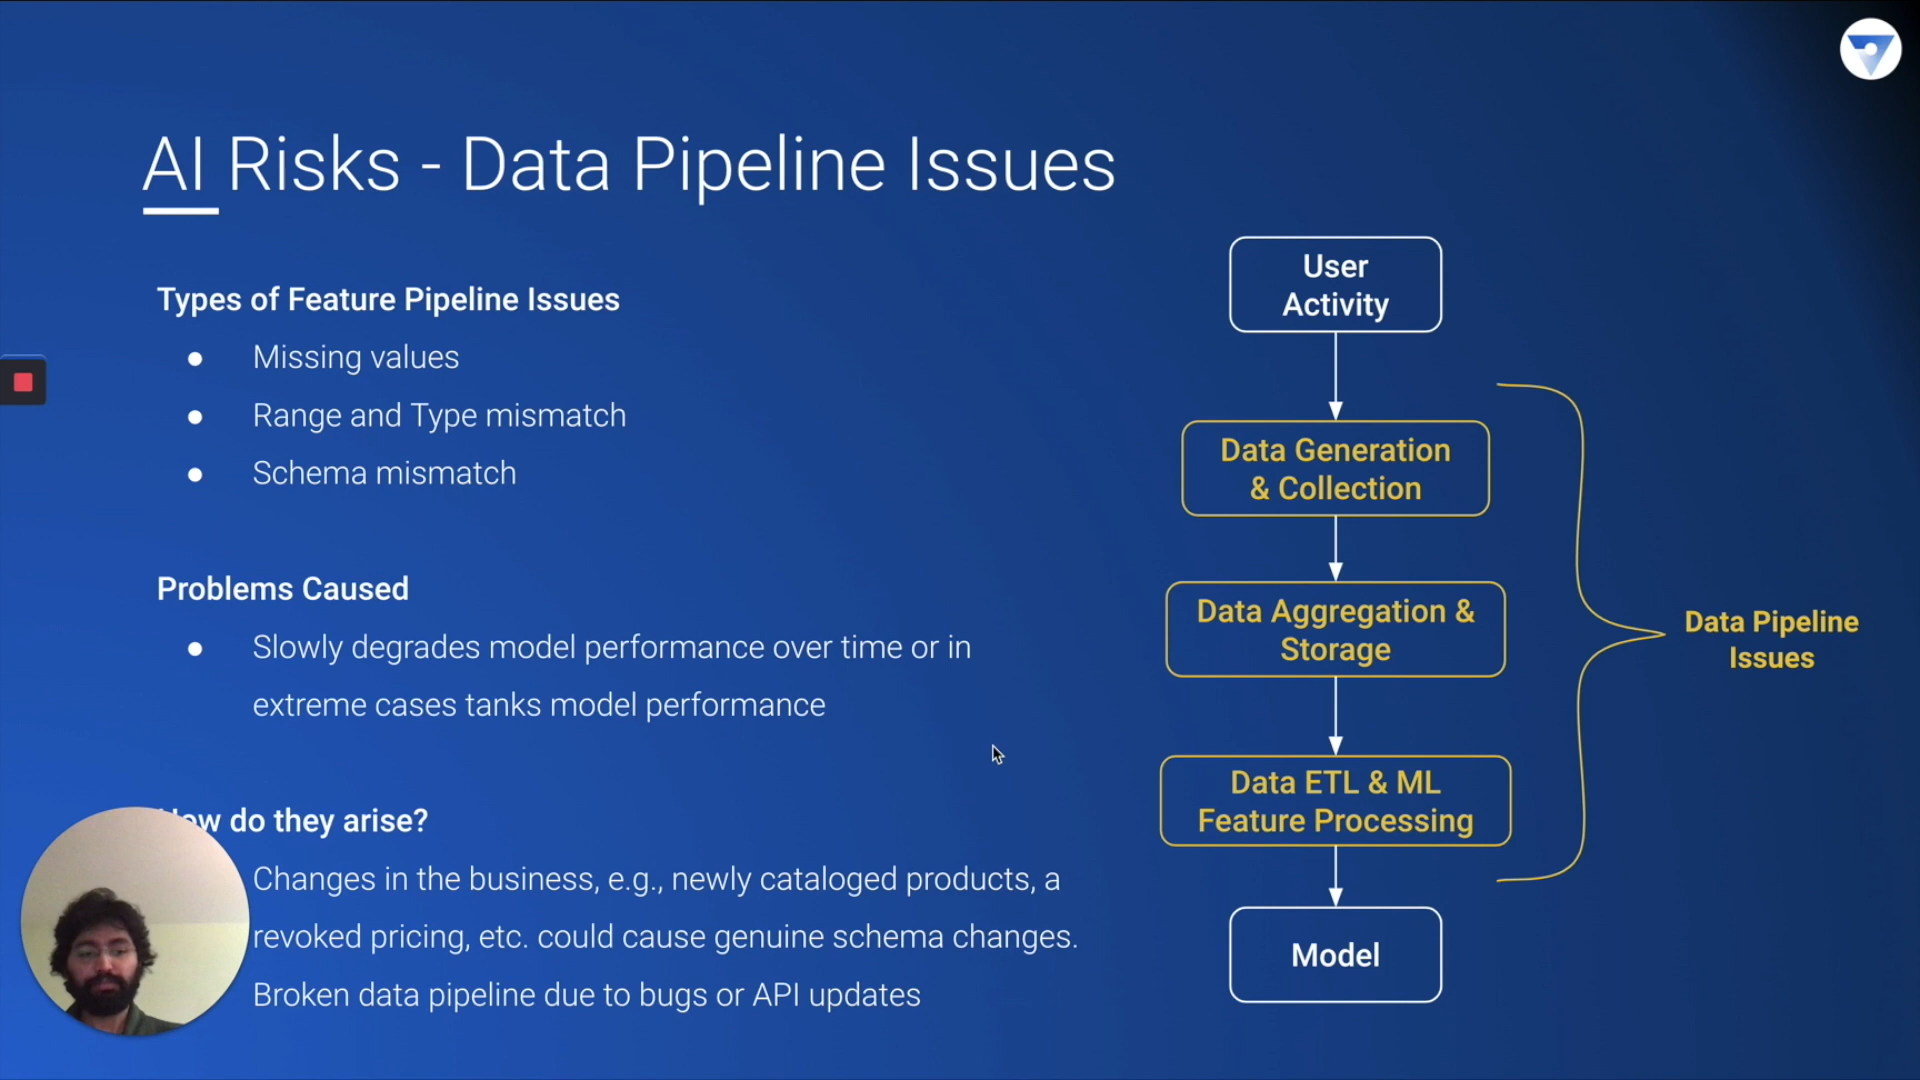 AI Risks - Data Pipeline Issues
Types of Feature Pipeline Issues
● Missing values
● Range and Type mismatch
● Schema mismatch
Problems Caused
● Slowly degrades model performance over time or in
extreme cases tanks model performance
How do they arise?
Changes in the business, e.g., newly cataloged products, a
revoked pricing, etc. could cause genuine schema changes.
Broken data pipeline due to bugs or API updates
User
Activity
Data Generation
& Collection
Data Aggregation &
Storage
Data ETL & ML
Feature Processing
Model
Data Pipeline
Issues